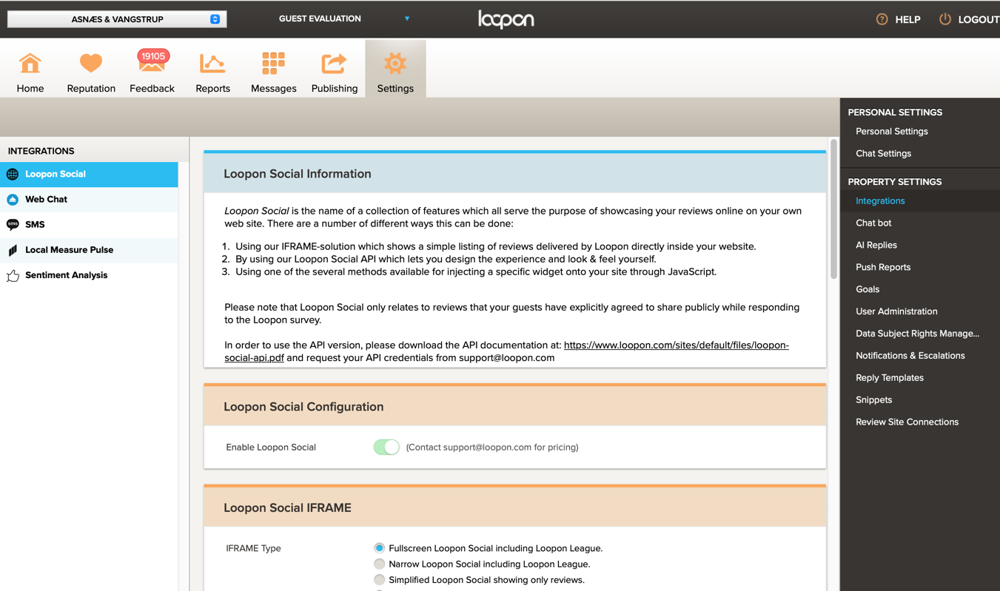 ASNÆS & VANGSTRUP
GUEST EVALUATION
loopon
HELP
LOGOUT
19105
Home
Reputation
Feedback
Reports
Messages
Publishing
Settings
INTEGRATIONS
Loopon Social
Web Chat
sms
SMS
Local Measure Pulse
Sentiment Analysis
Loopon Social Information
Loopon Social is the name of a collection of features which all serve the purpose of showcasing your reviews online on your own
web site. There are a number of different ways this can be done:
1. Using our IFRAME-solution which shows a simple listing of reviews delivered by Loopon directly inside your website.
2. By using our Loopon Social API which lets you design the experience and look & feel yourself.
3. Using one of the several methods available for injecting a specific widget onto your site through JavaScript.
Please note that Loopon Social only relates to reviews that your guests have explicitly agreed to share publicly while responding
to the Loopon survey.
In order to use the API version, please download the API documentation at: https://www.loopon.com/sites/default/files/loopon-
social-api.pdf and request your API credentials from support@loopon.com
Loopon Social Configuration
Enable Loopon Social
(Contact support@loopon.com for pricing)
Loopon Social IFRAME
IFRAME Type
Fullscreen Loopon Social including Loopon League.
Narrow Loopon Social including Loopon League.
Simplified Loopon Social showing only reviews.
PERSONAL SETTINGS
Personal Settings
Chat Settings
PROPERTY SETTINGS
Integrations
Chat bot
AI Replies
Push Reports
Goals
User Administration
Data Subject Rights Manage...
Notifications & Escalations
Reply Templates
Snippets
Review Site Connections